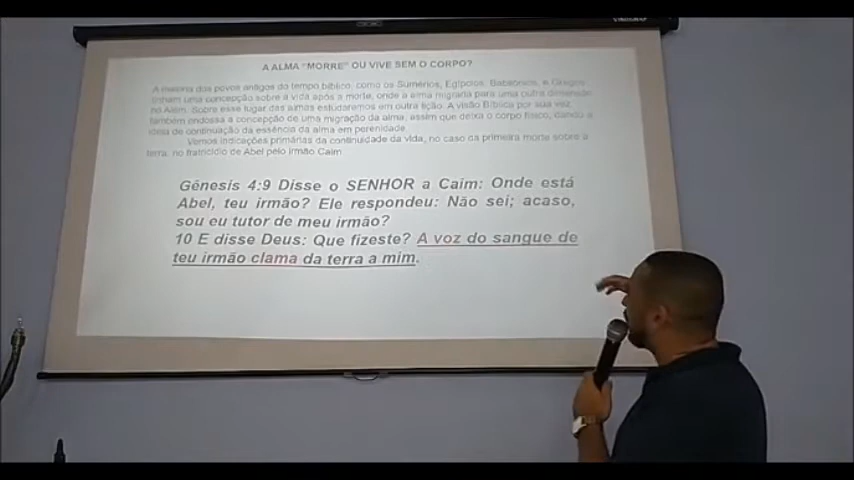 A ALMA "MORRE" OU VIVE SEM O CORPO?
A maioria dos povos antigos do tempo bíblico, como os Sumérios, Egípcios, Babilônios, e Gregos
tinham uma concepção sobre a vida após a morte, onde a alma migraria para uma outra dimensão
no Além. Sobre esse lugar das almas estudaremos em outra lição. A visão Bíblica por sua vez,
também endossa a concepção de uma migração da alma, assim que deixa o corpo físico, dando a
ideia de continuação da essência da alma em perenidade.
Vemos indicações primárias da continuidade da vida, no caso da primeira morte sobre a
terra, no fratricídio de Abel pelo irmão Caim
Gênesis 4:9 Disse o SENHOR a Caim: Onde está
Abel, teu irmão? Ele respondeu: Não sei; acaso,
sou eu tutor de meu irmão?
10 E disse Deus: Que fizeste? A voz do sangue de
teu irmão clama da terra a mim.